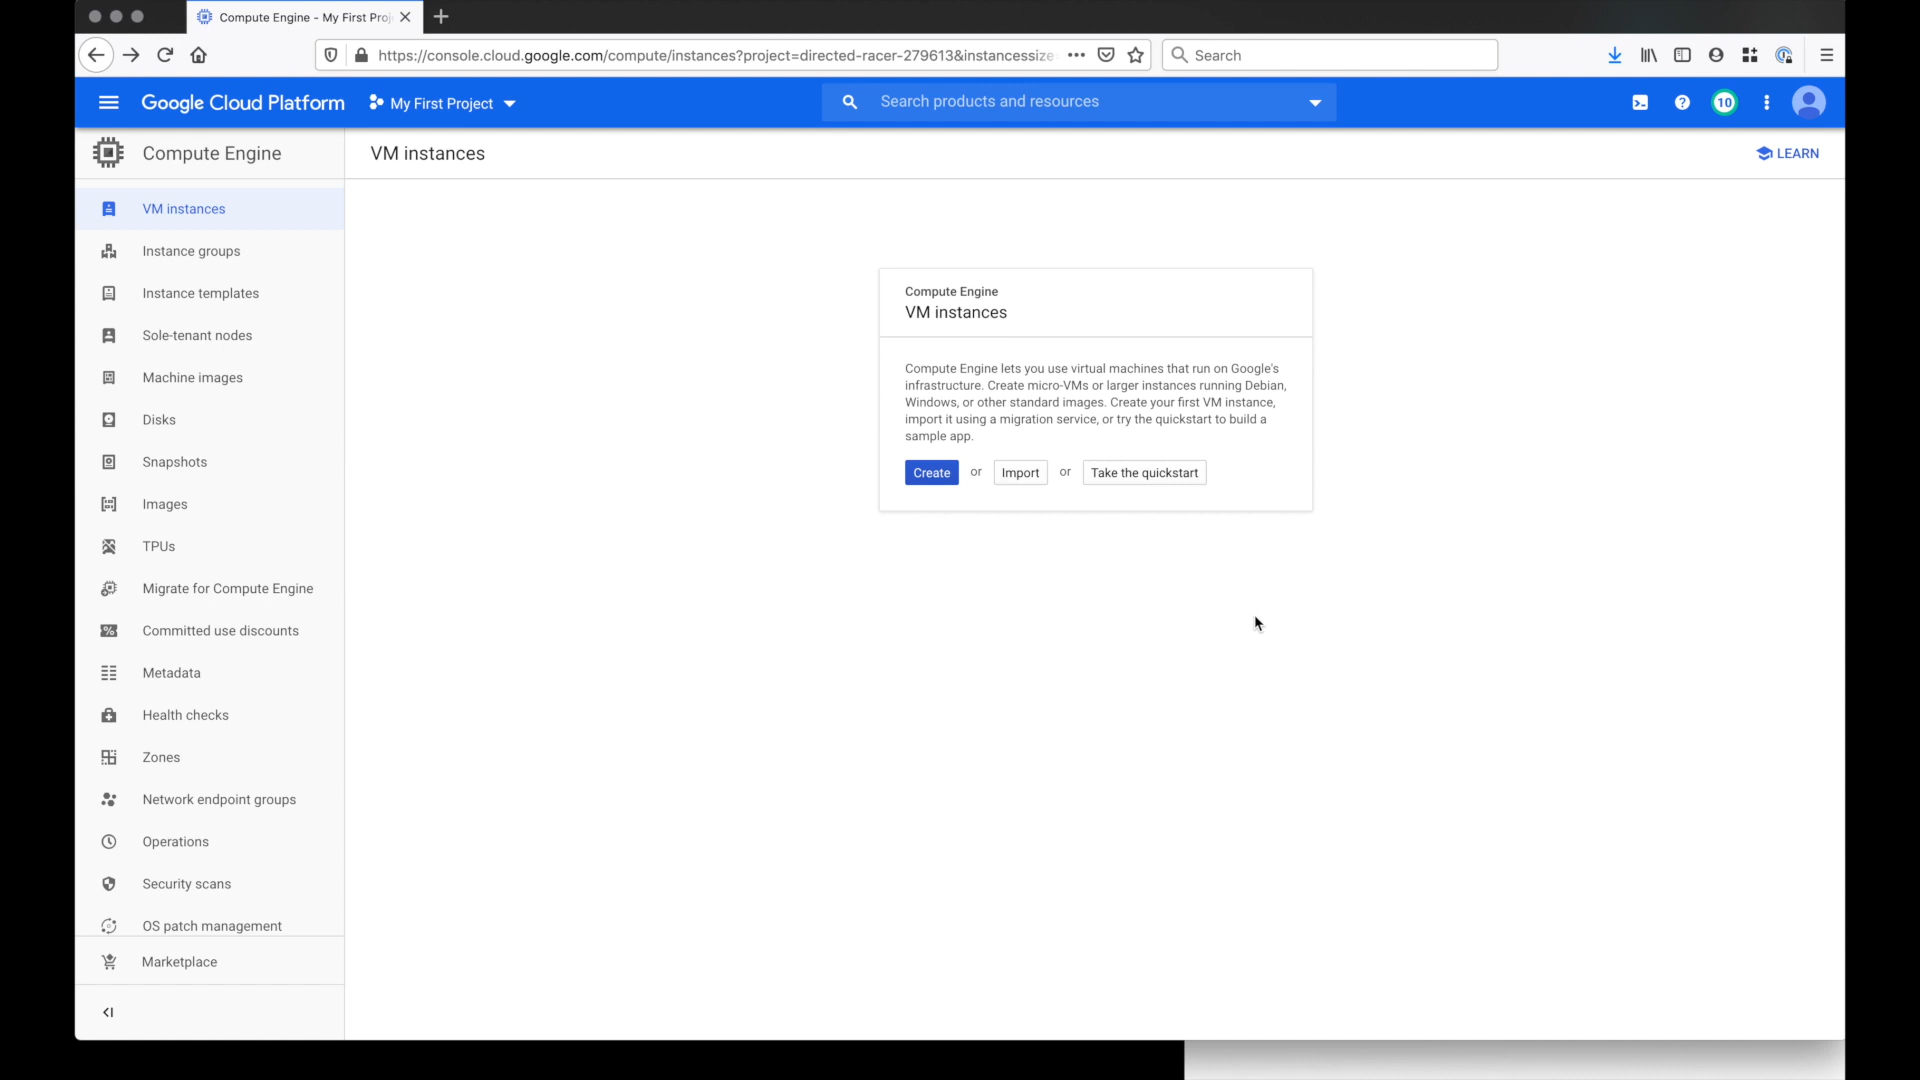 Compute Engine - My First Proj
https://console.cloud.google.com/compute/instances?project=directed-racer-279613&instancessize
Search
Google Cloud Platform
My First Project
Search products and resources
10
Compute Engine
VM instances
LEARN
VM instances
Instance groups
Instance templates
Sole-tenant nodes
Machine images
Disks
Snapshots
Images
TPUs
Migrate for Compute Engine
Committed use discounts
Metadata
Health checks
Zones
Network endpoint groups
Operations
Security scans
OS patch management
Marketplace
Compute Engine
VM instances
Compute Engine lets you use virtual machines that run on Google's
infrastructure. Create micro-VMs or larger instances running Debian,
Windows, or other standard images. Create your first VM instance,
import it using a migration service, or try the quickstart to build a
sample app.
Create or Import or Take the quickstart